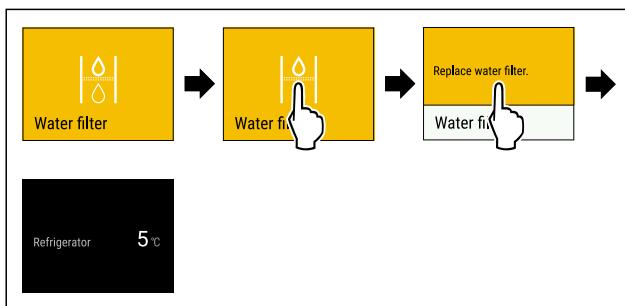 Water filter
Water fi
Replace water filter.
Water fi
Refrigerator 5 °C